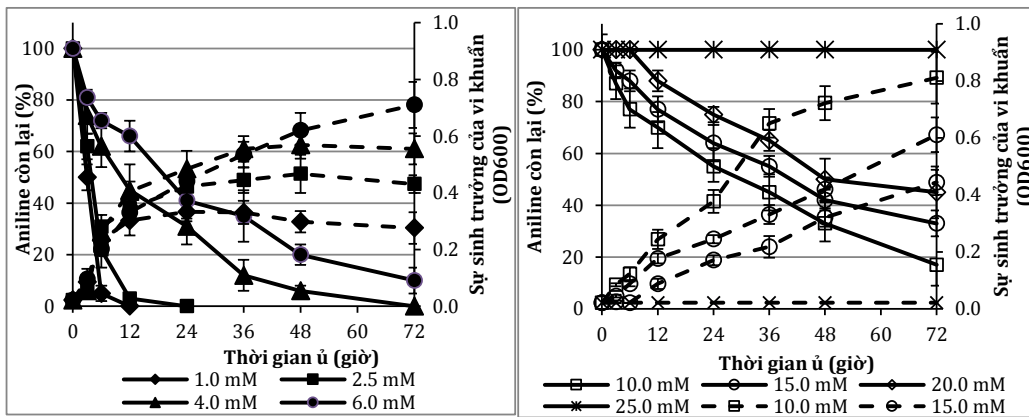 Aniline còn lại (%)
100
80
60
40
20
0
1.0
0.8
0.6
0.4
0.2
0.0
Sự sinh trưởng của vi khuẩn
(OD600)
0 12 24 36 48 60 72
Thời gian ủ (giờ)
1.0 mM 2.5 mM
4.0 mM 6.0 mM
Aniline còn lại (%)
100
80
60
40
20
0
1.0
0.8
0.6
0.4
0.2
0.0
Sự sinh trưởng của vi khuẩn
(OD600)
0 12 24 36 48 60 72
Thời gian ủ (giờ)
10.0 mM 15.0 mM 20.0 mM
25.0 mM 10.0 mM 15.0 mM